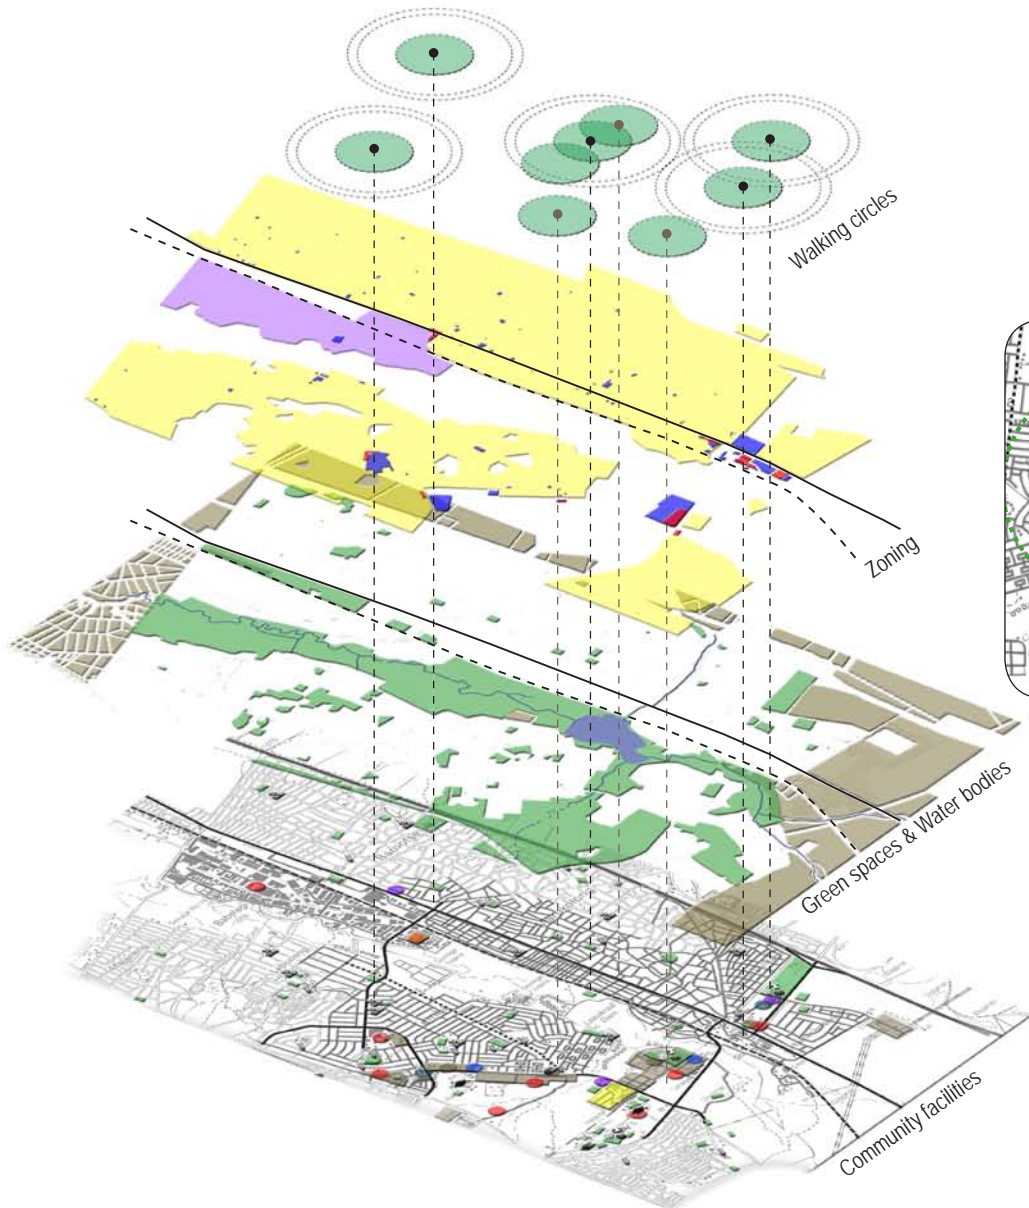 Walking circles
Zoning
Green spaces & Water bodies
Community facilities